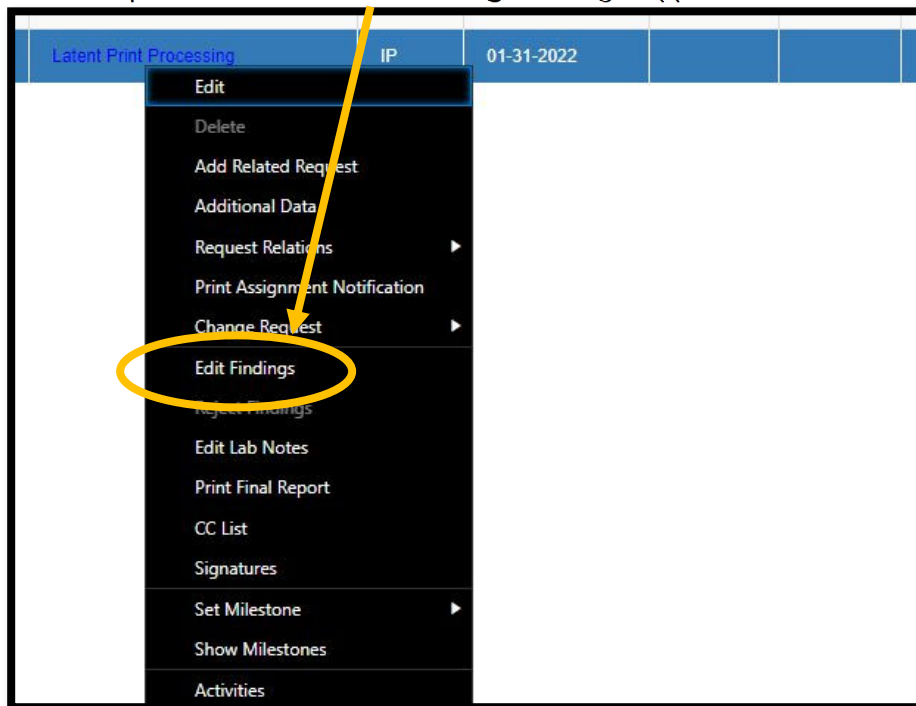 Latent Print Processing IP 01-31-2022
Edit
Delete
Add Related Request
Additional Data
Request Relations
Print Assignment Notification
Change Request
Edit Findings
Reject Findings
Edit Lab Notes
Print Final Report
CC List
Signatures
Set Milestone
Show Milestones
Activities